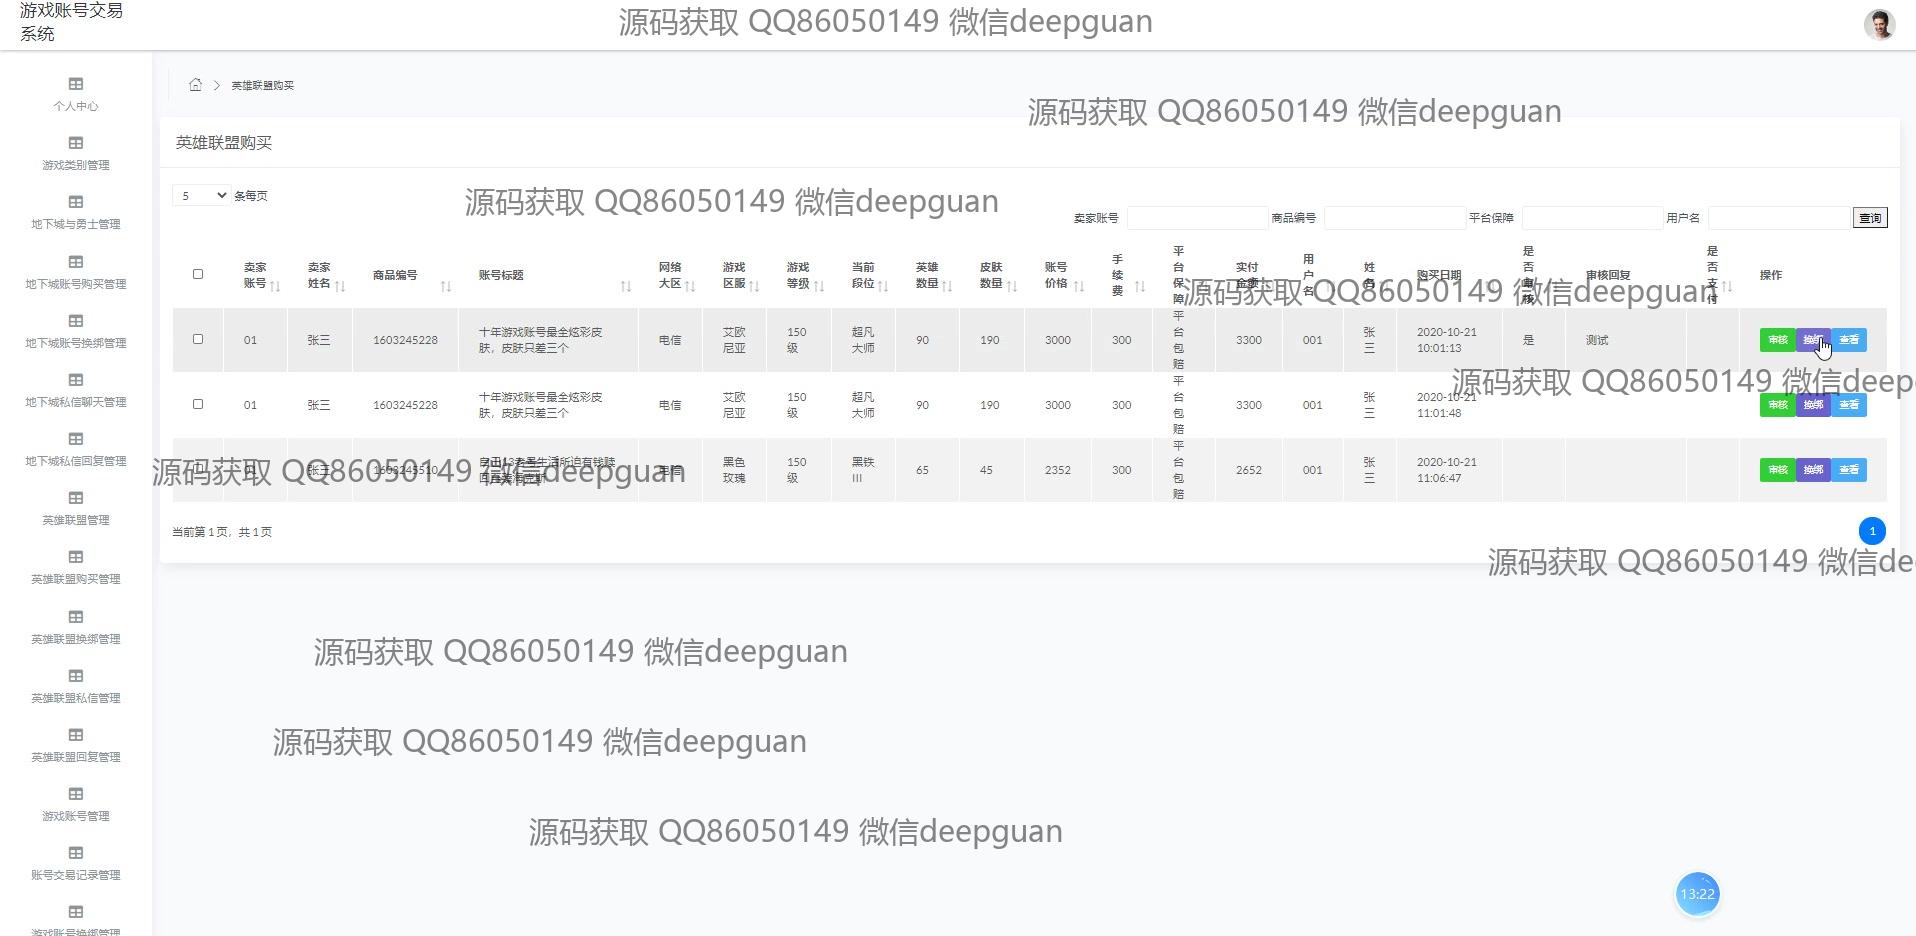 游戏账号交易
系统
源码获取 QQ86050149 微信deepguan
个人中心
游戏类别管理
地下城与勇士管理
地下城账号购买管理
地下城账号换绑管理
地下城私信聊天管理
地下城私信回复管理
英雄联盟管理
英雄联盟购买管理
英雄联盟换绑管理
英雄联盟私信管理
英雄联盟回复管理
游戏账号管理
账号交易记录管理
游戏账号换绑管理
英雄联盟购买
源码获取 QQ86050149 微信deepguan
英雄联盟购买
5 条每页
源码获取 QQ86050149 微信deepguan
卖家账号 商品编号 平台保障 用户名 查询
卖家账号 卖家姓名 商品编号 账号标题 网络大区 游戏区服 游戏等级 当前段位 英雄数量 皮肤数量 账号价格 手续费 平台保障 实付金额 用户名 姓名 购买日期 是否审核 审核回复 是否支付 操作
源码获取 QQ86050149 微信deepguan
01 张三 1603245228 十年游戏账号最全炫彩皮肤，皮肤只差三个 电信 艾欧尼亚 150级 超凡大师 90 190 3000 300 平台包赔 3300 001 张三 2020-10-21 10:01:13 是 测试 审核 换绑 查看
源码获取 QQ86050149 微信deep
01 张三 1603245228 十年游戏账号最全炫彩皮肤，皮肤只差三个 电信 艾欧尼亚 150级 超凡大师 90 190 3000 300 平台包赔 3300 001 张三 2020-10-21 11:01:48 审核 换绑 查看
01 张三 1603245510 电信 黑色玫瑰 150级 黑铁III 65 45 2352 300 平台包赔 2652 001 张三 2020-10-21 11:06:47 审核 换绑 查看
源码获取 QQ86050149 微信deepguan
当前第 1 页，共 1 页
1
源码获取 QQ86050149 微信de
源码获取 QQ86050149 微信deepguan
源码获取 QQ86050149 微信deepguan
源码获取 QQ86050149 微信deepguan
13:22